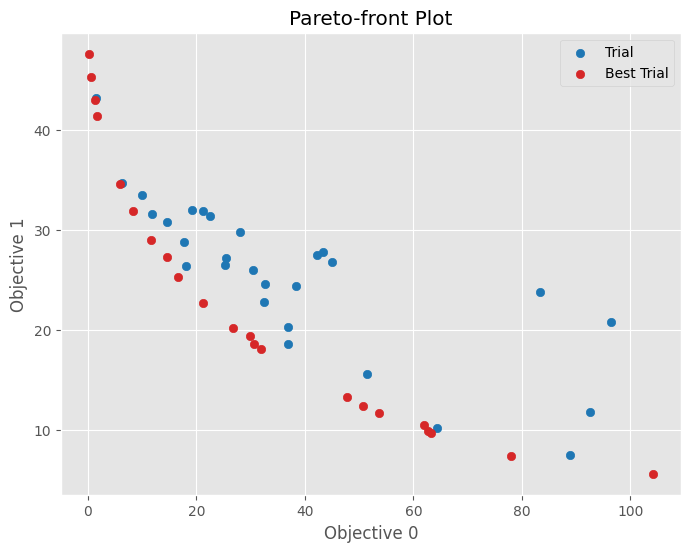 Pareto-front Plot
Trial
Best Trial
Objective 1
40
30
20
10
0 20 40 60 80 100
Objective 0